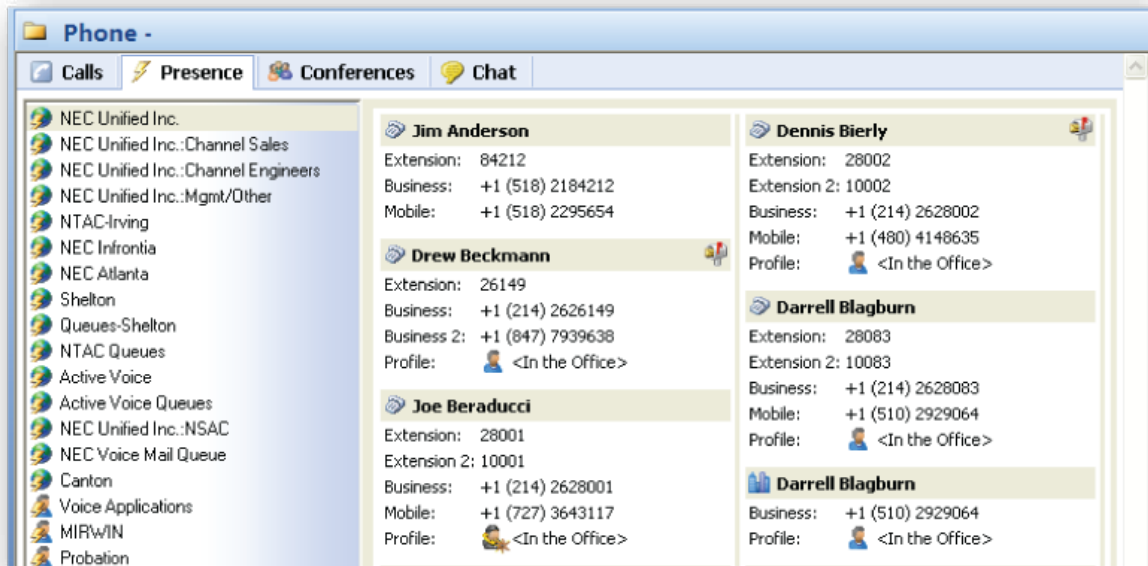 Phone -
Calls
Presence
Conferences
Chat
NEC Unified Inc.
NEC Unified Inc.:Channel Sales
NEC Unified Inc.:Channel Engineers
NEC Unified Inc.:Mgmt/Other
NTAC-Irving
NEC Infrontia
NEC Atlanta
Shelton
Queues-Shelton
NTAC Queues
Active Voice
Active Voice Queues
NEC Unified Inc.:NSAC
NEC Voice Mail Queue
Canton
Voice Applications
MIRWIN
Probation
Jim Anderson
Extension: 84212
Business: +1 (518) 2184212
Mobile: +1 (518) 2295654
Drew Beckmann
Extension: 26149
Business: +1 (214) 2626149
Business 2: +1 (847) 7939638
Profile: <In the Office>
Joe Beraducci
Extension: 28001
Extension 2: 10001
Business: +1 (214) 2628001
Mobile: +1 (727) 3643117
Profile: <In the Office>
Dennis Bierly
Extension: 28002
Extension 2: 10002
Business: +1 (214) 2628002
Mobile: +1 (480) 4148635
Profile: <In the Office>
Darrell Blagburn
Extension: 28083
Extension 2: 10083
Business: +1 (214) 2628083
Mobile: +1 (510) 2929064
Profile: <In the Office>
Darrell Blagburn
Business: +1 (510) 2929064
Profile: <In the Office>